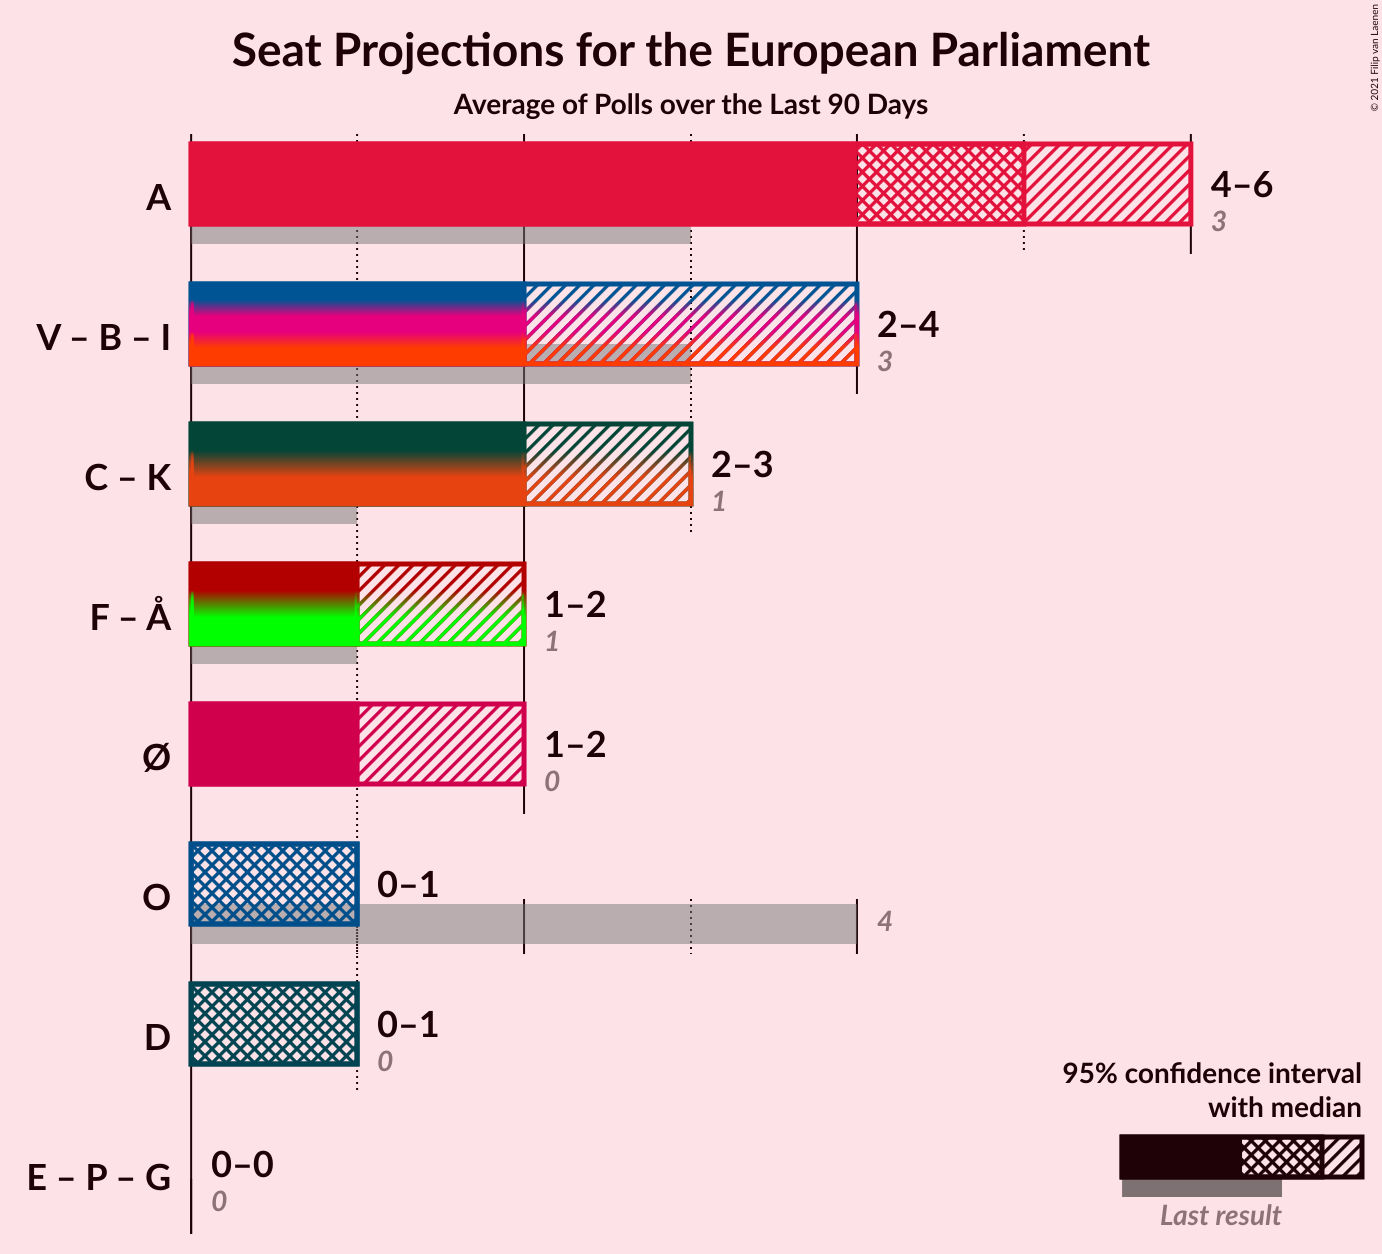 Seat Projections for the European Parliament
Average of Polls over the Last 90 Days
© 2021 Filip van Laenen
A
4–6
3
V – B – I
2–4
3
C – K
2–3
1
F – Å
1–2
1
Ø
1–2
0
O
0–1
4
D
0–1
0
E – P – G
0–0
0
95% confidence interval
with median
Last result